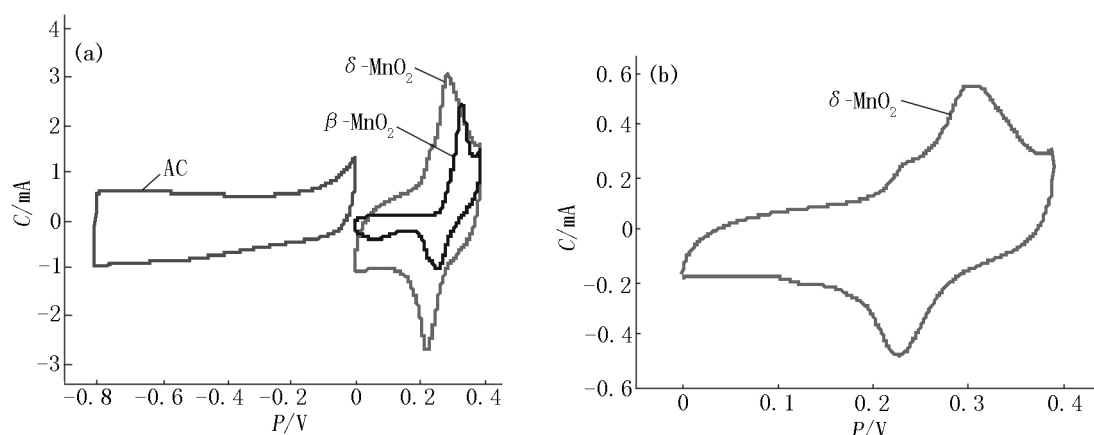 (a)
4
3
2
1
0
-1
-2
-3
C/mA
δ-MnO₂
β-MnO₂
AC
-0.8 -0.6 -0.4 -0.2 0 0.2 0.4
P/V
(b)
0.6
0.4
0.2
0
-0.2
-0.4
-0.6
C/mA
δ-MnO₂
0 0.1 0.2 0.3 0.4
P/V